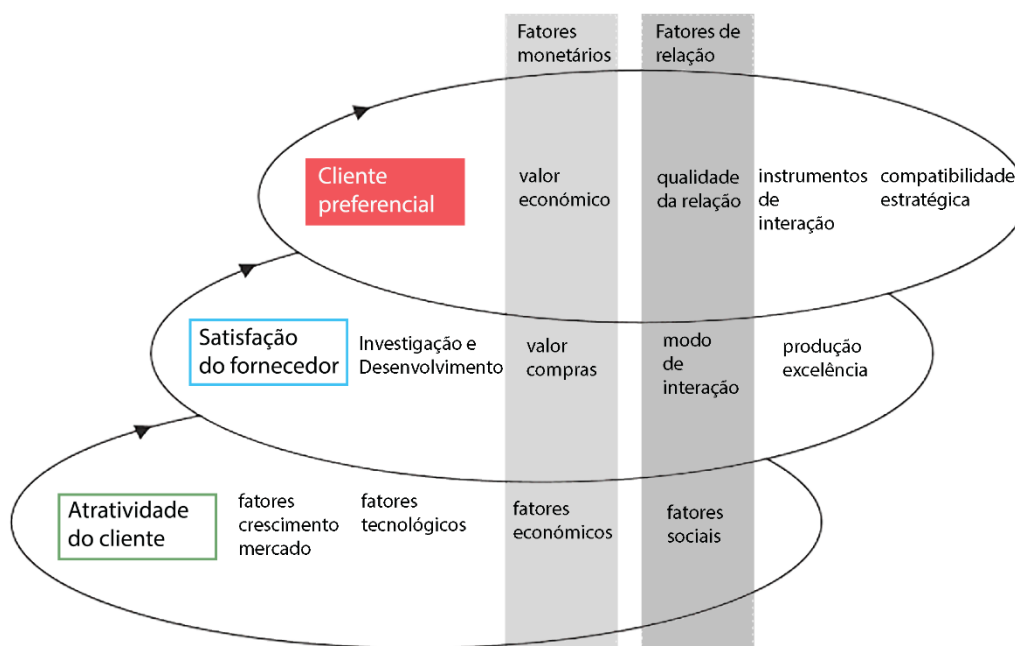 Fatores
monetários
Fatores de
relação
Cliente
preferencial
valor
económico
qualidade
da relação
instrumentos
de
interação
compatibilidade
estratégica
Satisfação
do fornecedor
Investigação e
Desenvolvimento
valor
compras
modo
de
interação
produção
excelência
Atratividade
do cliente
fatores
crescimento
mercado
fatores
tecnológicos
fatores
económicos
fatores
sociais